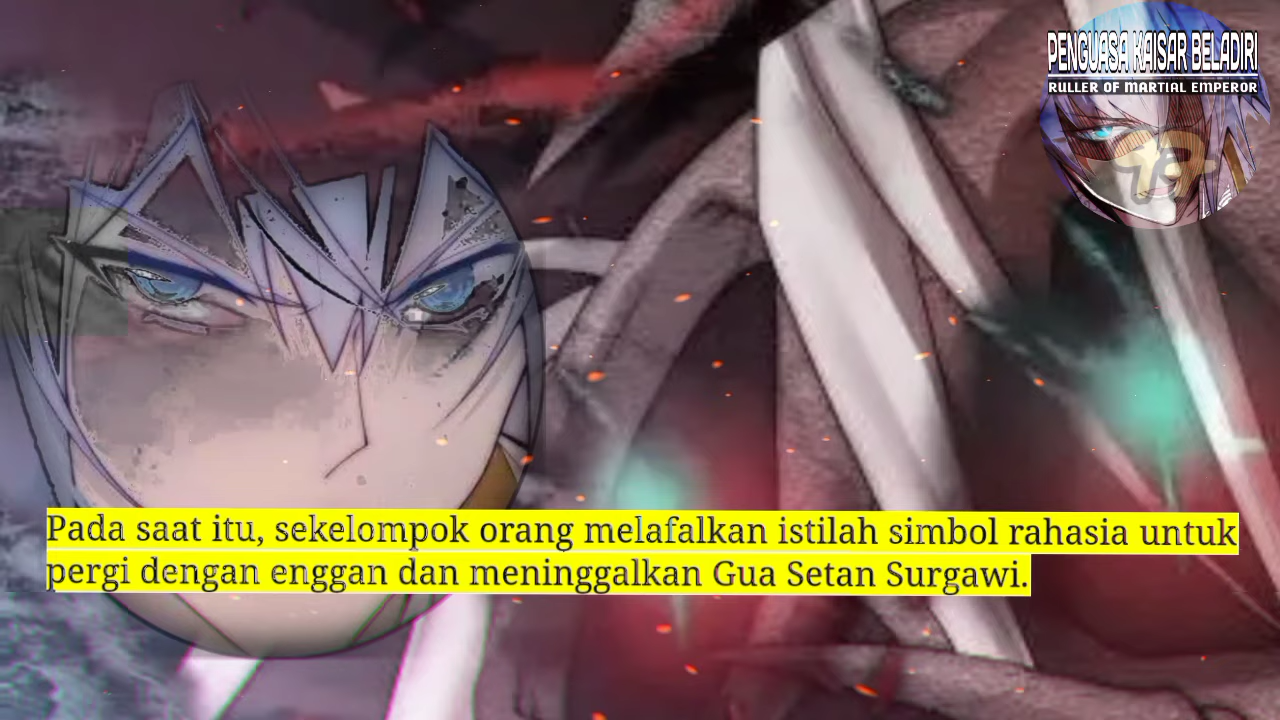 PENGUASA KAISAR BELADIRI
RULLER OF MARTIAL EMPEROR
Pada saat itu, sekelompok orang melafalkan istilah simbol rahasia untuk
pergi dengan enggan dan meninggalkan Gua Setan Surgawi.